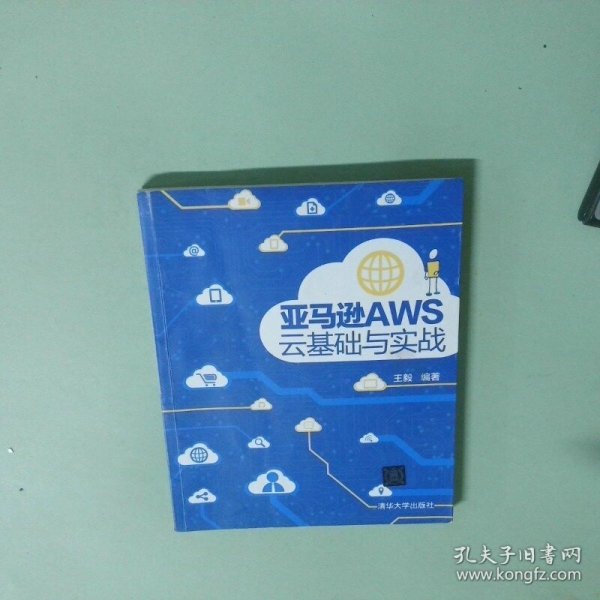 亚马逊AWS
云基础与实战
王毅 编著
清华大学出版社
孔夫子旧书网
www.kongfz.com